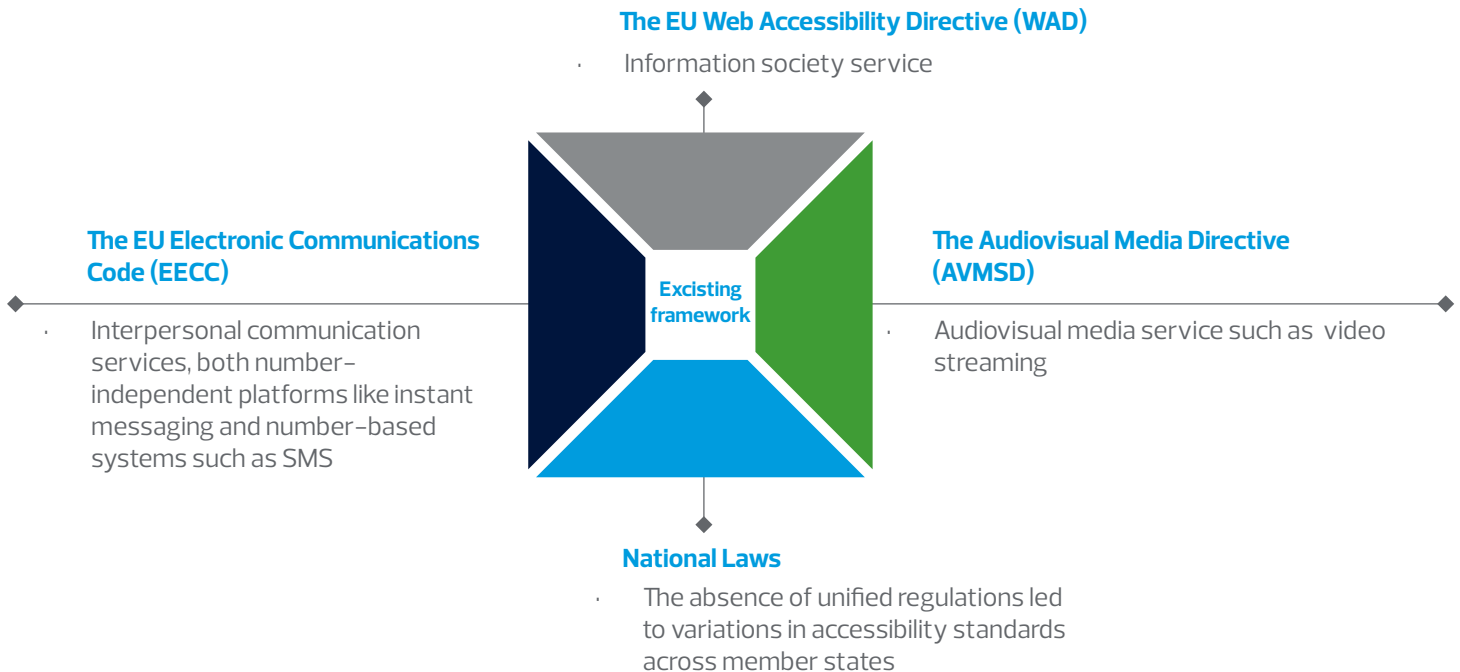 The EU Web Accessibility Directive (WAD)
· Information society service
The EU Electronic Communications
Code (EECC)
· Interpersonal communication
services, both number-
independent platforms like instant
messaging and number-based
systems such as SMS
Excisting
framework
The Audiovisual Media Directive
(AVMSD)
· Audiovisual media service such as video
streaming
National Laws
· The absence of unified regulations led
to variations in accessibility standards
across member states